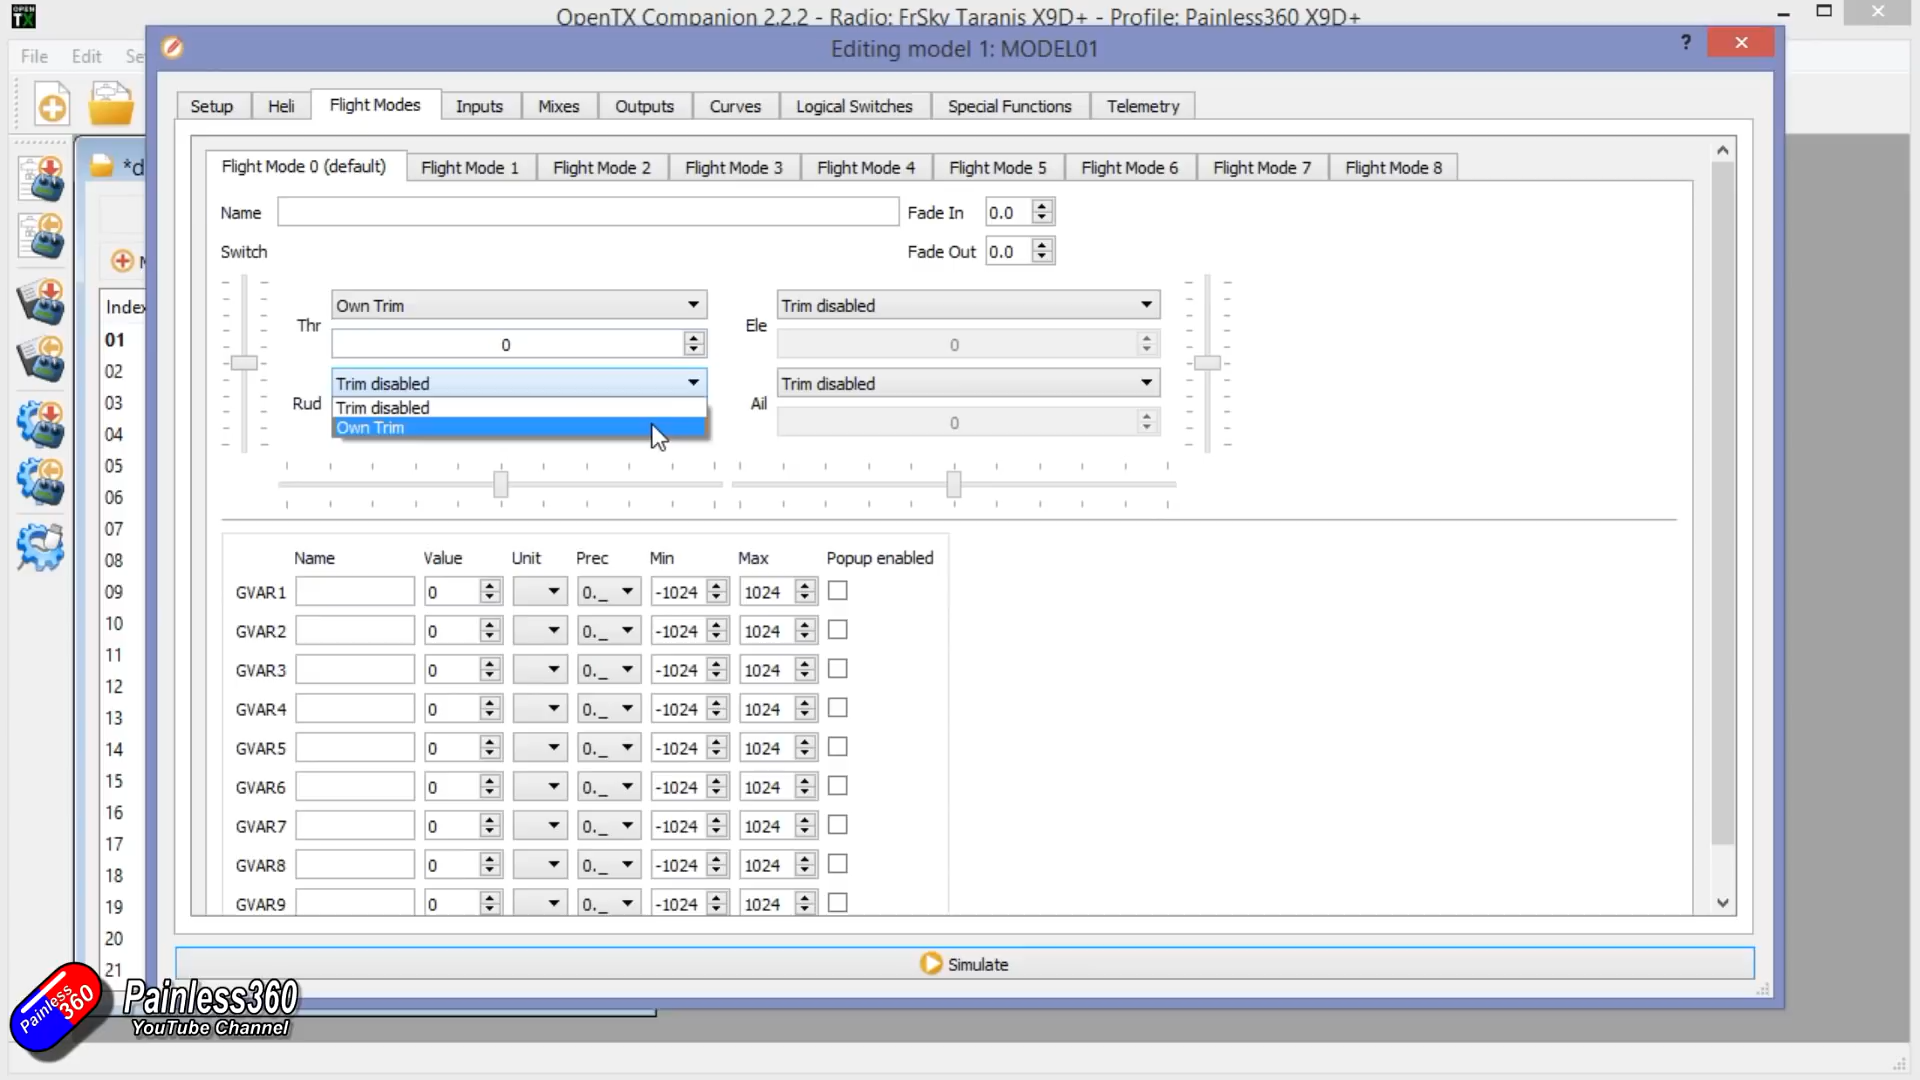 OPEN
TX
OpenTX Companion 2.2.2 - Radio: FrSky Taranis X9D+ - Profile: Painless360 X9D+
Editing model 1: MODEL01
?
File Edit Se
Setup Heli Flight Modes Inputs Mixes Outputs Curves Logical Switches Special Functions Telemetry
*d
Flight Mode 0 (default) Flight Mode 1 Flight Mode 2 Flight Mode 3 Flight Mode 4 Flight Mode 5 Flight Mode 6 Flight Mode 7 Flight Mode 8
Name Fade In 0.0
Switch Fade Out 0.0
Own Trim Trim disabled
Thr Ele
0 0
Trim disabled Trim disabled
Rud Ail
Trim disabled
Own Trim 0
Index
01
02
03
04
05
06
07
08
09
10
11
12
13
14
15
16
17
18
19
20
21
Name Value Unit Prec Min Max Popup enabled
GVAR1 0 0._ -1024 1024
GVAR2 0 0._ -1024 1024
GVAR3 0 0._ -1024 1024
GVAR4 0 0._ -1024 1024
GVAR5 0 0._ -1024 1024
GVAR6 0 0._ -1024 1024
GVAR7 0 0._ -1024 1024
GVAR8 0 0._ -1024 1024
GVAR9 0 0._ -1024 1024
Simulate
Painless
360
Painless360
YouTube Channel